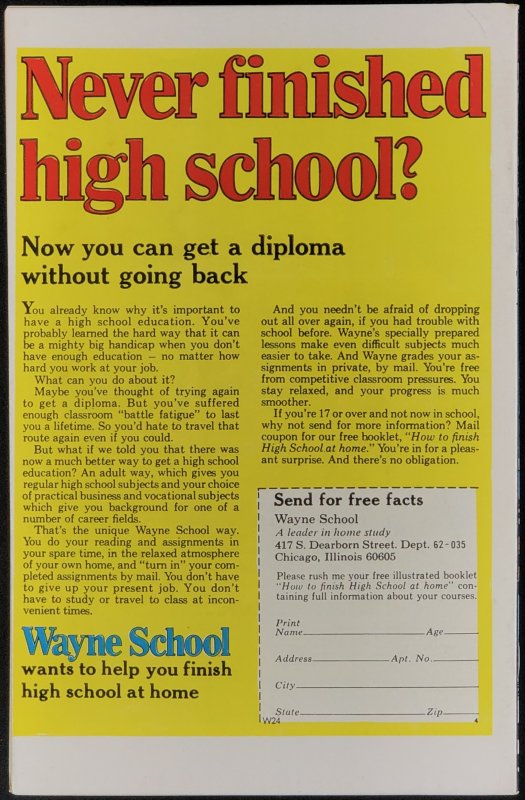 Never finished
high school?
Now you can get a diploma
without going back
You already know why it's important to
have a high school education. You've
probably learned the hard way that it can
be a mighty big handicap when you don't
have enough education – no matter how
hard you work at your job.
What can you do about it?
Maybe you've thought of trying again
to get a diploma. But you've suffered
enough classroom "battle fatigue" to last
you a lifetime. So you'd hate to travel that
route again even if you could.
But what if we told you that there was
now a much better way to get a high school
education? An adult way, which gives you
regular high school subjects and your choice
of practical business and vocational subjects
which give you background for one of a
number of career fields.
That's the unique Wayne School way.
You do your reading and assignments in
your spare time, in the relaxed atmosphere
of your own home, and "turn in" your com-
pleted assignments by mail. You don't have
to give up your present job. You don't
have to study or travel to class at incon-
venient times.
Wayne School
wants to help you finish
high school at home
And you needn't be afraid of dropping
out all over again, if you had trouble with
school before. Wayne's specially prepared
lessons make even difficult subjects much
easier to take. And Wayne grades your as-
signments in private, by mail. You're free
from competitive classroom pressures. You
stay relaxed, and your progress is much
smoother.
If you're 17 or over and not now in school,
why not send for more information? Mail
coupon for our free booklet, "How to finish
High School at home." You're in for a pleas-
ant surprise. And there's no obligation.
Send for free facts
Wayne School
A leader in home study
417 S. Dearborn Street. Dept. 62-035
Chicago, Illinois 60605
Please rush me your free illustrated booklet
"How to finish High School at home" con-
taining full information about your courses.
Print
Name Age
Address Apt. No.
City
State Zip
W24 4